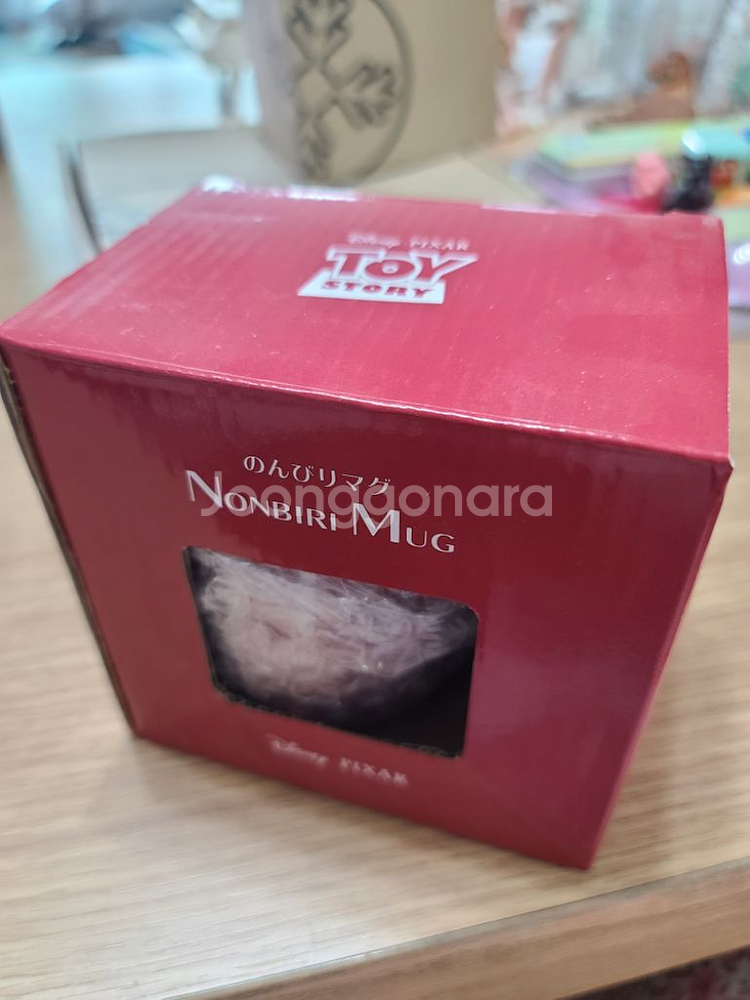 Disney PIXAR
TOY
STORY
のんびりマグ
NONBIRI MUG
Joonggonara
Disney PIXAR